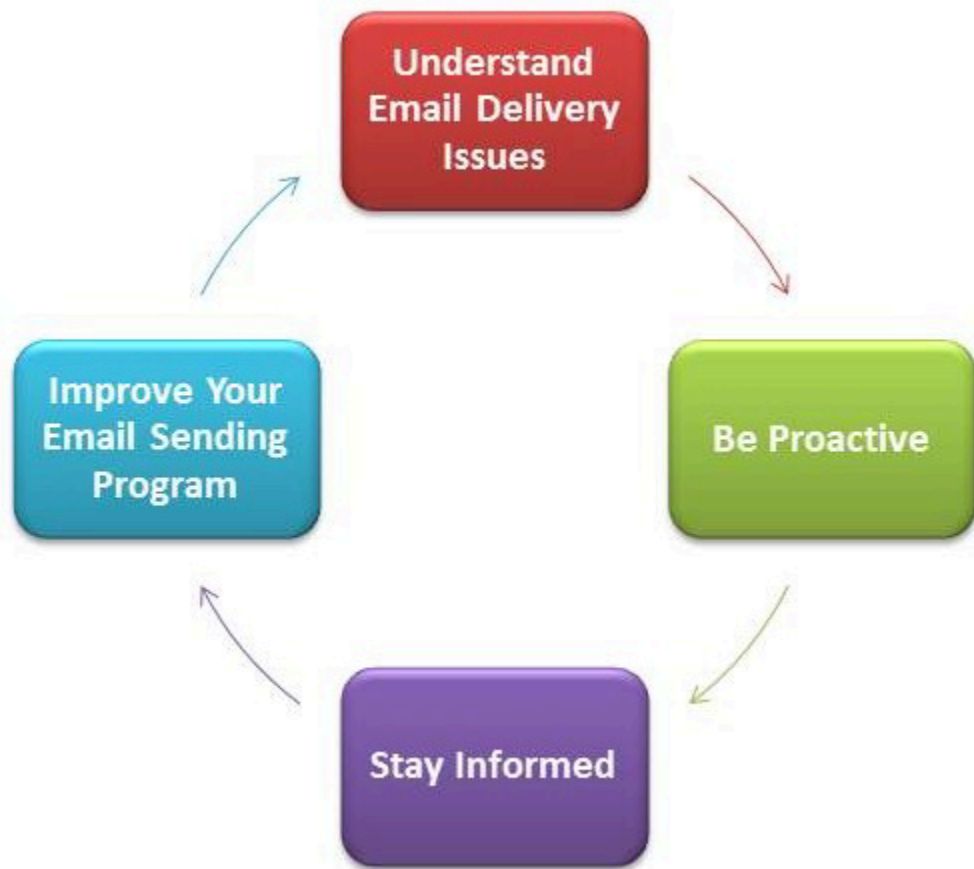 Understand
Email Delivery
Issues
Be Proactive
Stay Informed
Improve Your
Email Sending
Program